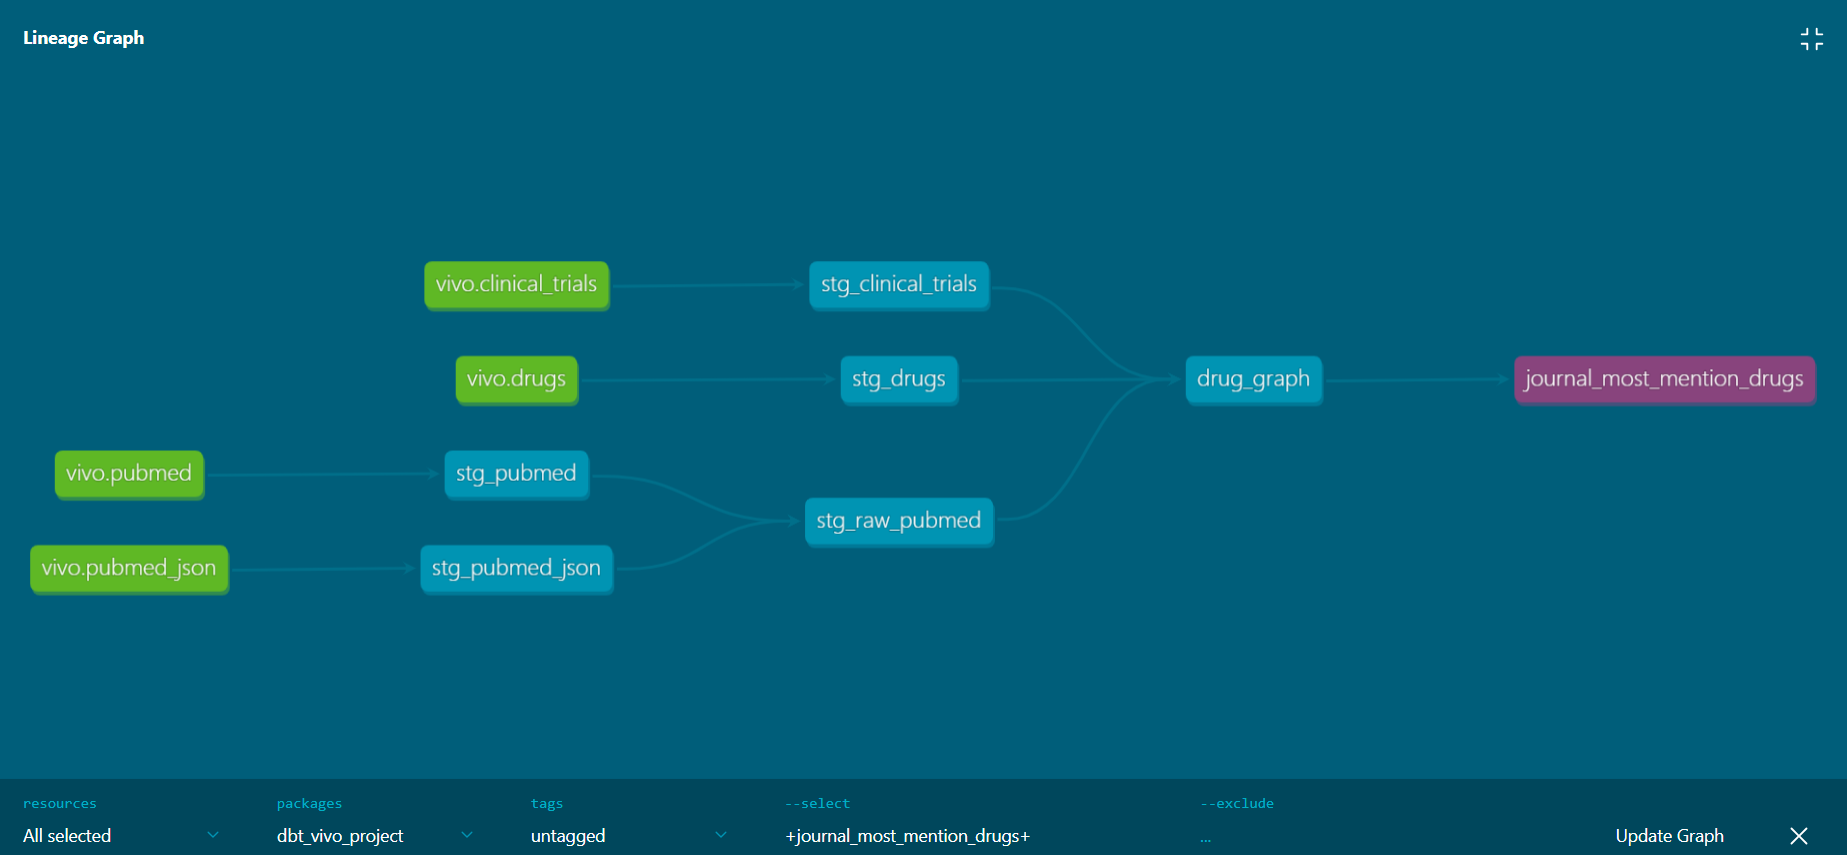 Lineage Graph
vivo.clinical_trials
stg_clinical_trials
vivo.drugs
stg_drugs
drug_graph
journal_most_mention_drugs
vivo.pubmed
stg_pubmed
stg_raw_pubmed
vivo.pubmed_json
stg_pubmed_json
resources
packages
tags
--select
--exclude
All selected
dbt_vivo_project
untagged
+journal_most_mention_drugs+
...
Update Graph